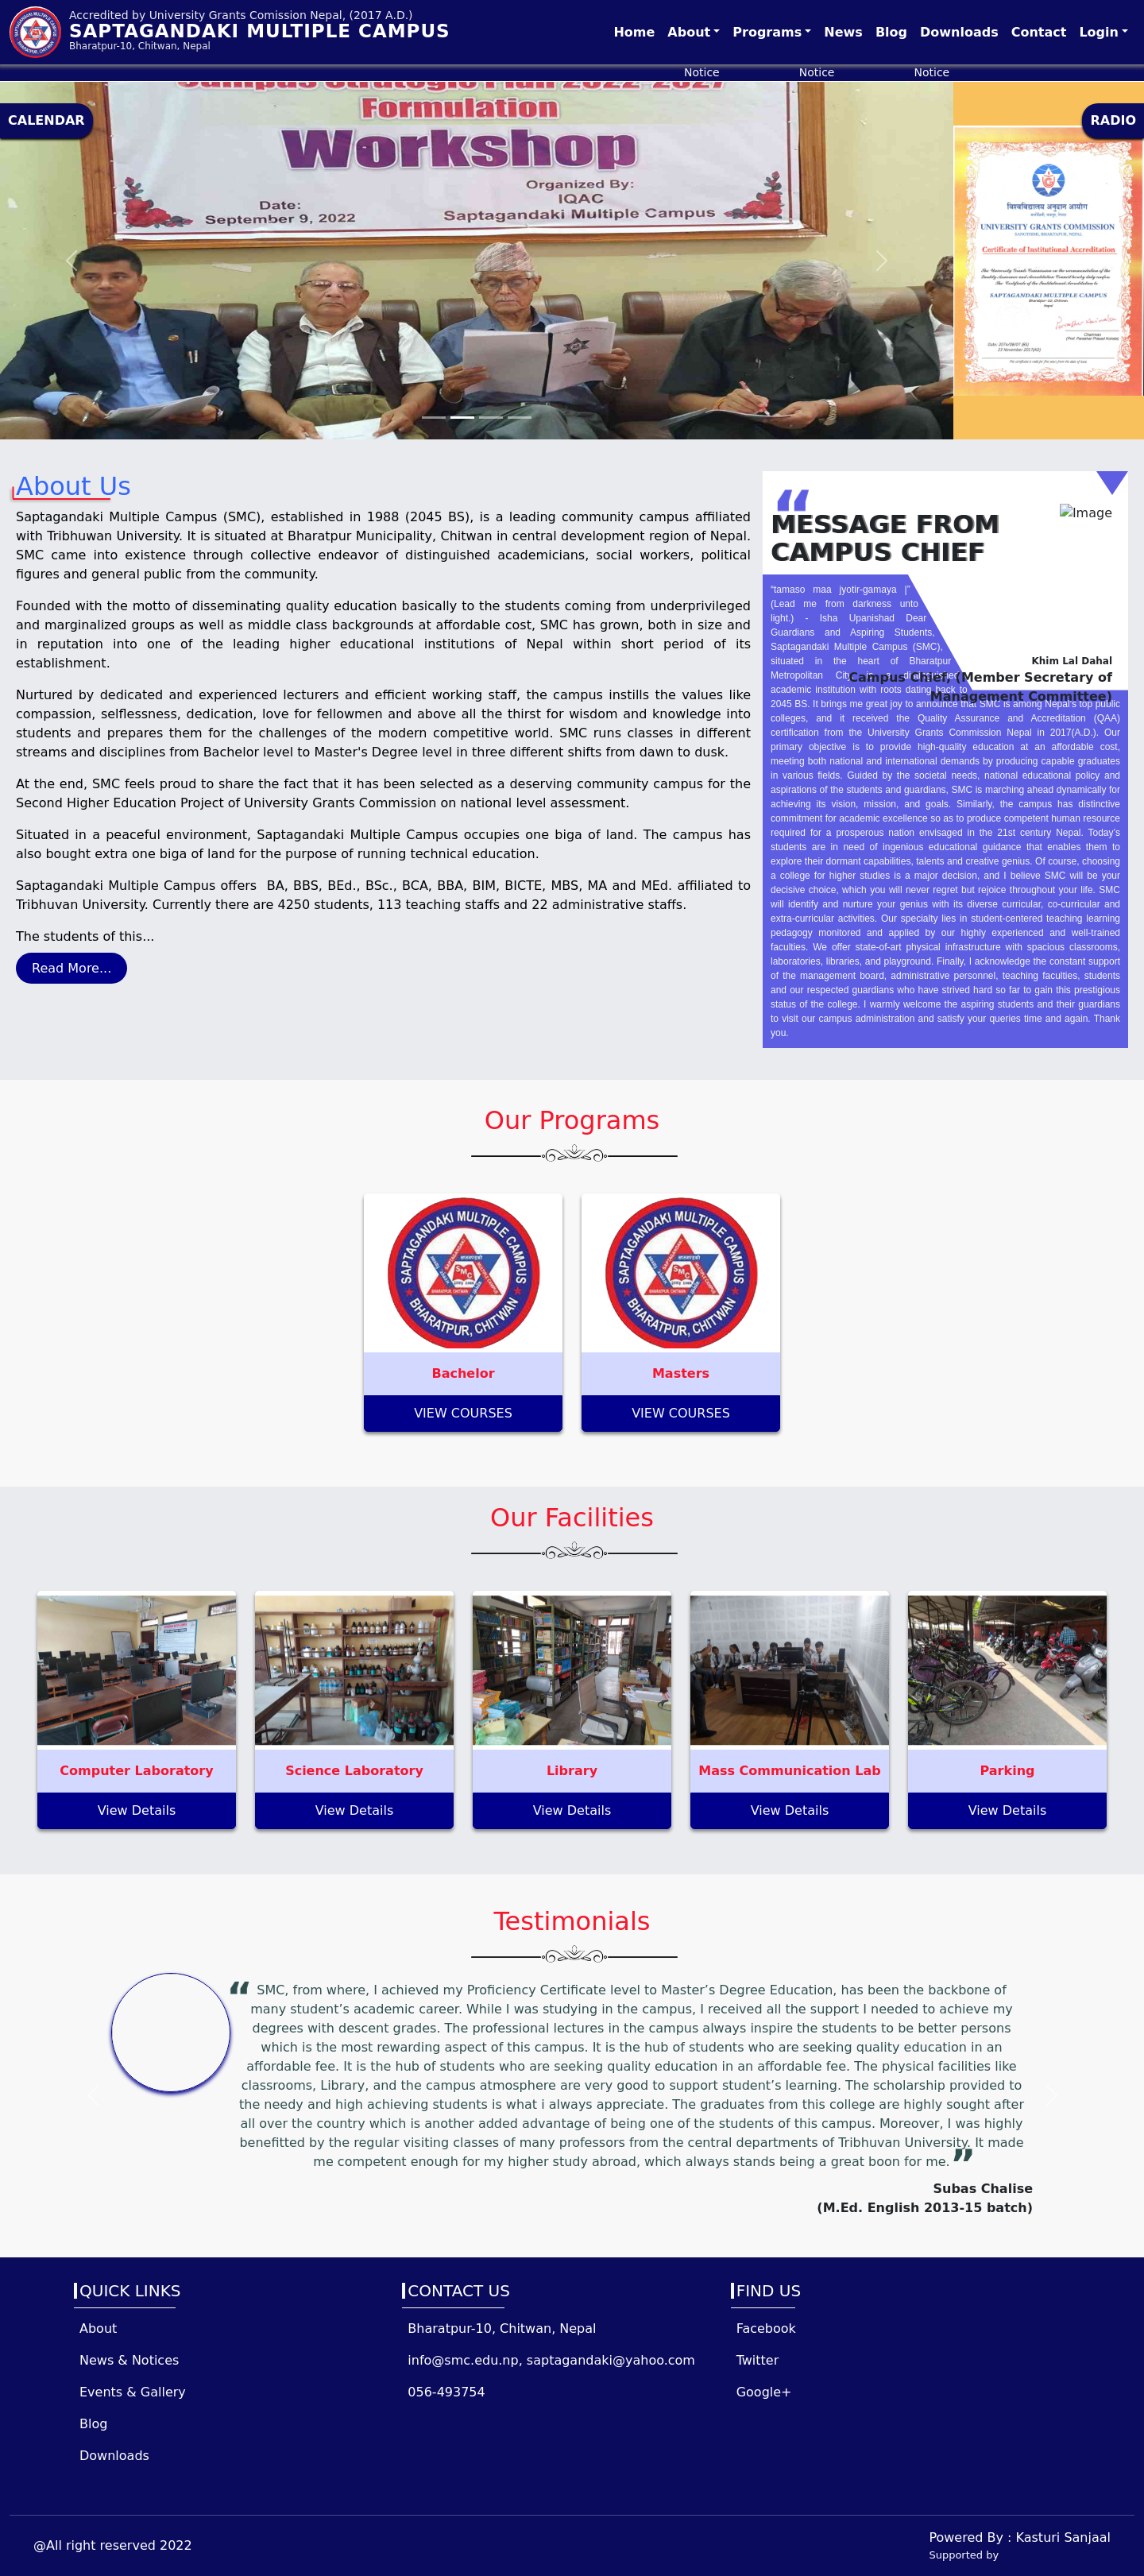 Accredited by University Grants Comission Nepal, (2017 A.D.)
SAPTAGANDAKI MULTIPLE CAMPUS
Bharatpur-10, Chitwan, Nepal
Home About Programs News Blog Downloads Contact Login
Notice Notice Notice
CALENDAR
RADIO
Campus Strategic Plan 2027
Formulation
Workshop
Organized By:
IQAC
Saptagandaki Multiple Campus
Date:
September 9, 2022
विश्वविद्यालय अनुदान आयोग
UNIVERSITY GRANTS COMMISSION
SANOTHIMI, BHAKTAPUR, NEPAL
Certificate of Institutional Accreditation
SAPTAGANDAKI MULTIPLE CAMPUS
About Us
Saptagandaki Multiple Campus (SMC), established in 1988 (2045 BS), is a leading community campus affiliated
with Tribhuwan University. It is situated at Bharatpur Municipality, Chitwan in central development region of Nepal.
SMC came into existence through collective endeavor of distinguished academicians, social workers, political
figures and general public from the community.
Founded with the motto of disseminating quality education basically to the students coming from underprivileged
and marginalized groups as well as middle class backgrounds at affordable cost, SMC has grown, both in size and
in reputation into one of the leading higher educational institutions of Nepal within short period of its
establishment.
Nurtured by dedicated and experienced lecturers and efficient working staff, the campus instills the values like
compassion, selflessness, dedication, love for fellowmen and above all the thirst for wisdom and knowledge into
students and prepares them for the challenges of the modern competitive world. SMC runs classes in different
streams and disciplines from Bachelor level to Master's Degree level in three different shifts from dawn to dusk.
At the end, SMC feels proud to share the fact that it has been selected as a deserving community campus for the
Second Higher Education Project of University Grants Commission on national level assessment.
Situated in a peaceful environment, Saptagandaki Multiple Campus occupies one biga of land. The campus has
also bought extra one biga of land for the purpose of running technical education.
Saptagandaki Multiple Campus offers BA, BBS, BEd., BSc., BCA, BBA, BIM, BICTE, MBS, MA and MEd. affiliated to
Tribhuvan University. Currently there are 4250 students, 113 teaching staffs and 22 administrative staffs.
The students of this...
Read More...
“
MESSAGE FROM
CAMPUS CHIEF
Image
Khim Lal Dahal
Campus Chief, (Member Secretary of
Management Committee)
"tamaso maa jyotir-gamaya |"
(Lead me from darkness unto
light.) - Isha Upanishad Dear
Guardians and Aspiring Students,
Saptagandaki Multiple Campus (SMC),
situated in the heart of Bharatpur
Metropolitan City,
academic institution with roots dating back to
2045 BS. It brings me great joy to announce that SMC is among Nepal's top public
colleges, and it received the Quality Assurance and Accreditation (QAA)
certification from the University Grants Commission Nepal in 2017(A.D.). Our
primary objective is to provide high-quality education at an affordable cost,
meeting both national and international demands by producing capable graduates
in various fields. Guided by the societal needs, national educational policy and
aspirations of the students and guardians, SMC is marching ahead dynamically for
achieving its vision, mission, and goals. Similarly, the campus has distinctive
commitment for academic excellence so as to produce competent human resource
required for a prosperous nation envisaged in the 21st century Nepal. Today's
students are in need of ingenious educational guidance that enables them to
explore their dormant capabilities, talents and creative genius. Of course, choosing
a college for higher studies is a major decision, and I believe SMC will be your
decisive choice, which you will never regret but rejoice throughout your life. SMC
will identify and nurture your genius with its diverse curricular, co-curricular and
extra-curricular activities. Our specialty lies in student-centered teaching learning
pedagogy monitored and applied by our highly experienced and well-trained
faculties. We offer state-of-art physical infrastructure with spacious classrooms,
laboratories, libraries, and playground. Finally, I acknowledge the constant support
of the management board, administrative personnel, teaching faculties, students
and our respected guardians who have strived hard so far to gain this prestigious
status of the college. I warmly welcome the aspiring students and their guardians
to visit our campus administration and satisfy your queries time and again. Thank
you.
Our Programs
SAPTAGANDAKI MULTIPLE CAMPUS
SMC
BHARATPUR, CHITWAN
Bachelor
VIEW COURSES
SAPTAGANDAKI MULTIPLE CAMPUS
SMC
BHARATPUR, CHITWAN
Masters
VIEW COURSES
Our Facilities
Computer Laboratory
View Details
Science Laboratory
View Details
Library
View Details
Mass Communication Lab
View Details
Parking
View Details
Testimonials
“ SMC, from where, I achieved my Proficiency Certificate level to Master’s Degree Education, has been the backbone of
many student’s academic career. While I was studying in the campus, I received all the support I needed to achieve my
degrees with descent grades. The professional lectures in the campus always inspire the students to be better persons
which is the most rewarding aspect of this campus. It is the hub of students who are seeking quality education in an
affordable fee. It is the hub of students who are seeking quality education in an affordable fee. The physical facilities like
classrooms, Library, and the campus atmosphere are very good to support student’s learning. The scholarship provided to
the needy and high achieving students is what i always appreciate. The graduates from this college are highly sought after
all over the country which is another added advantage of being one of the students of this campus. Moreover, I was highly
benefitted by the regular visiting classes of many professors from the central departments of Tribhuvan University. It made
me competent enough for my higher study abroad, which always stands being a great boon for me. ”
Subas Chalise
(M.Ed. English 2013-15 batch)
QUICK LINKS
About
News & Notices
Events & Gallery
Blog
Downloads
CONTACT US
Bharatpur-10, Chitwan, Nepal
info@smc.edu.np, saptagandaki@yahoo.com
056-493754
FIND US
Facebook
Twitter
Google+
@All right reserved 2022
Powered By : Kasturi Sanjaal
Supported by